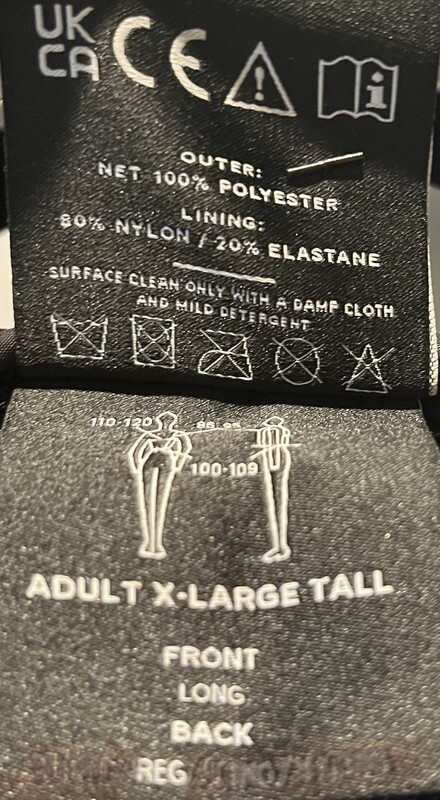 UK
CA CE
i
OUTER:
NET 100% POLYESTER
LINING:
80% NYLON / 20% ELASTANE
SURFACE CLEAN ONLY WITH A DAMP CLOTH
AND MILD DETERGENT
110-120
100-109
ADULT X-LARGE TALL
FRONT
LONG
BACK
REG